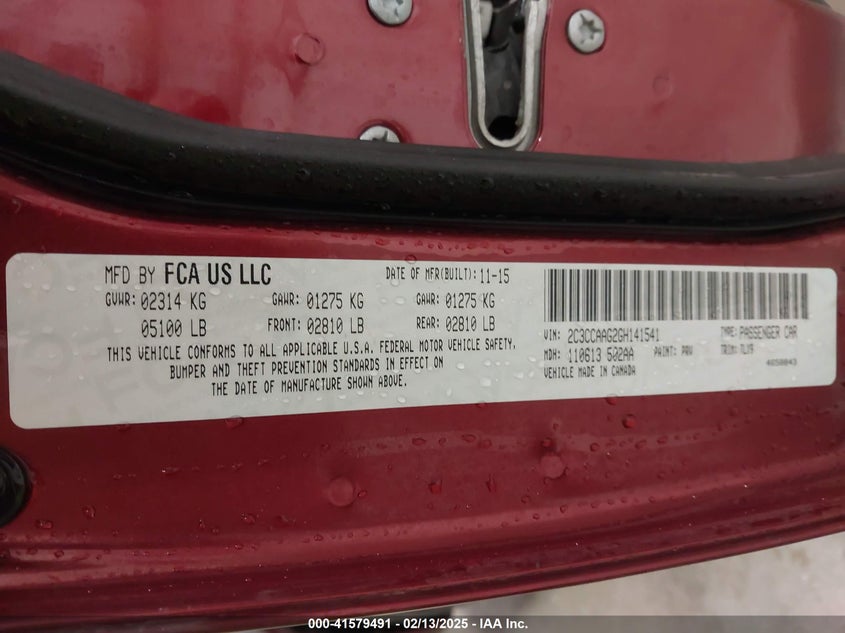 MFD BY FCA US LLC DATE OF MFR(BUILT): 11-15
GVWR: 02314 KG GAWR: 01275 KG GAWR: 01275 KG
05100 LB FRONT: 02810 LB REAR: 02810 LB
THIS VEHICLE CONFORMS TO ALL APPLICABLE U.S.A. FEDERAL MOTOR VEHICLE SAFETY,
BUMPER AND THEFT PREVENTION STANDARDS IN EFFECT ON
THE DATE OF MANUFACTURE SHOWN ABOVE.
VIN: 2C3CCAAG2GH141541 TYPE: PASSENGER CAR
MDH: 110613 502AA PAINT: PRV TRIM: TLX9
VEHICLE MADE IN CANADA 4650843
000-41579491 - 02/13/2025 - IAA Inc.